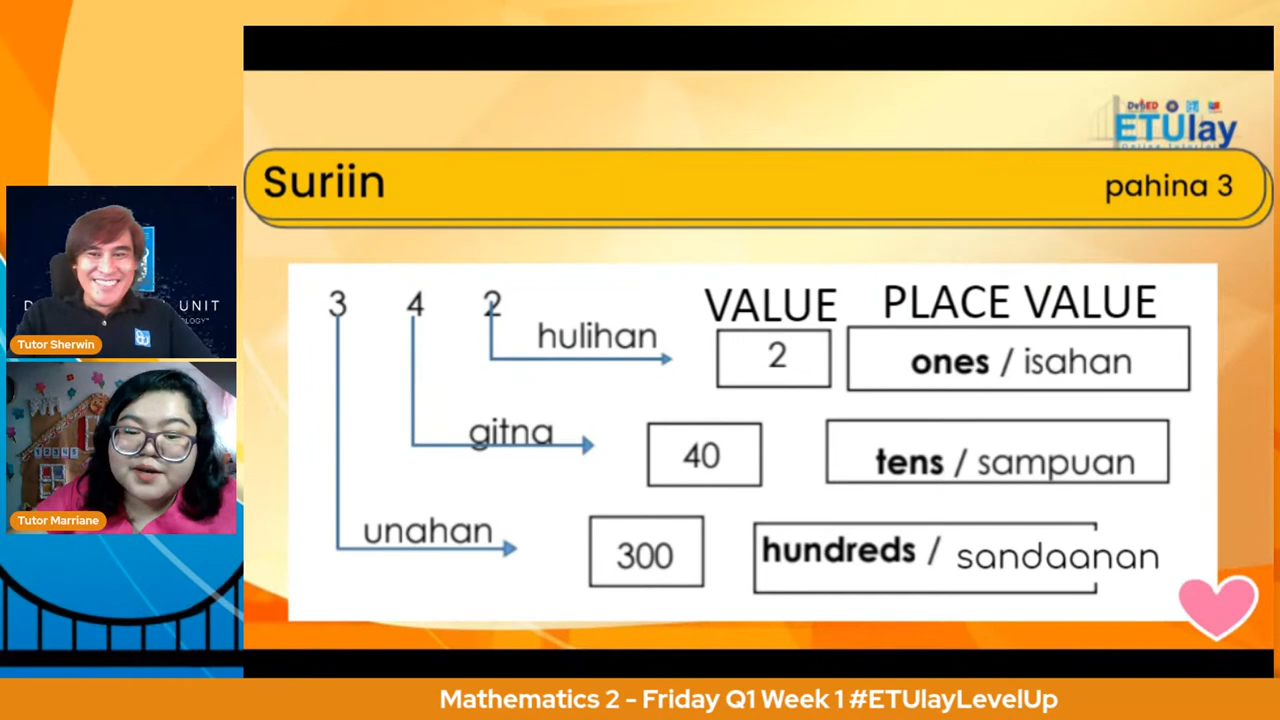 DepED
ETUlay
Suriin
pahina 3
3 4 2
VALUE
PLACE VALUE
hulihan
2
ones / isahan
gitna
40
tens / sampuan
unahan
300
hundreds / sandaanan
UNIT
Tutor Sherwin
Tutor Marriane
Mathematics 2 - Friday Q1 Week 1 #ETUlayLevelUp